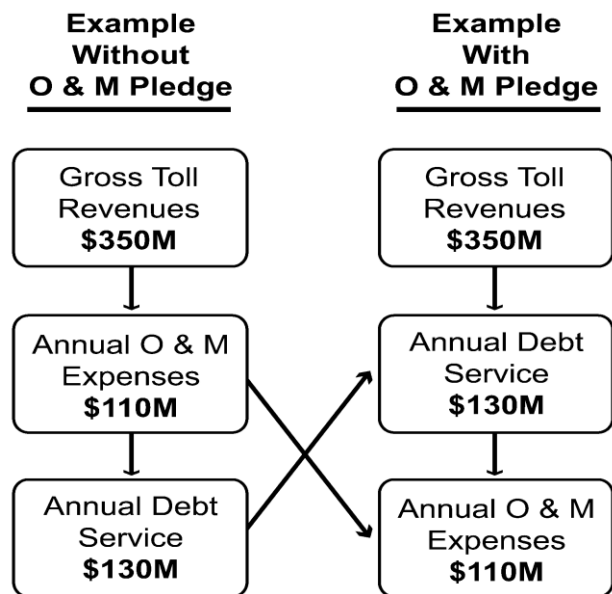 Example
Without
O & M Pledge
Gross Toll
Revenues
$350M
Annual O & M
Expenses
$110M
Annual Debt
Service
$130M
Example
With
O & M Pledge
Gross Toll
Revenues
$350M
Annual Debt
Service
$130M
Annual O & M
Expenses
$110M